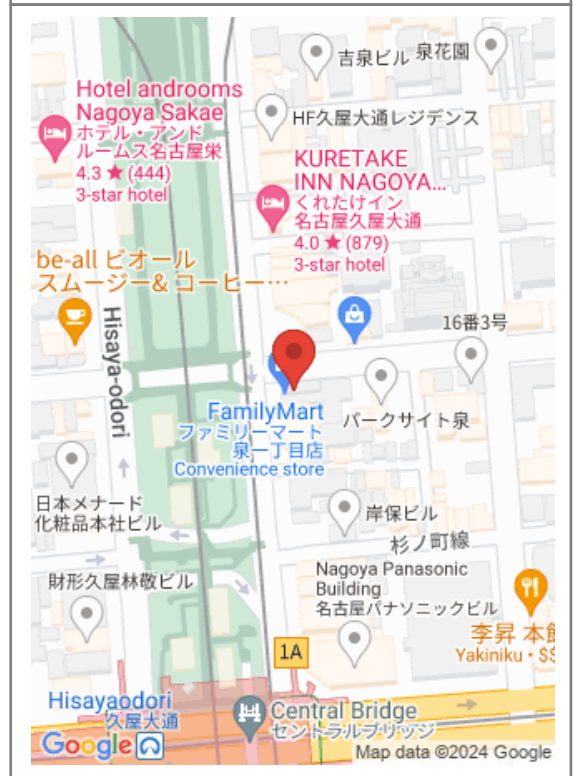 吉泉ビル
泉花園
Hotel androoms
Nagoya Sakae
ホテル・アンド
ルームス名古屋栄
4.3 ★ (444)
3-star hotel
HF久屋大通レジデンス
KURETAKE
INN NAGOYA...
くれたけイン
名古屋久屋大通
4.0 ★ (879)
3-star hotel
be-all ビオール
スムージー& コーヒー…
Hisaya-odori
16番3号
FamilyMart
ファミリーマート
泉一丁目店
Convenience store
パークサイト泉
日本メナード
化粧品本社ビル
岸保ビル
杉ノ町線
財形久屋林敬ビル
Nagoya Panasonic
Building
名古屋パナソニックビル
李昇 本館
Yakiniku · $$
1A
Hisayaodori
久屋大通
Central Bridge
セントラルブリッジ
Google
Map data ©2024 Google